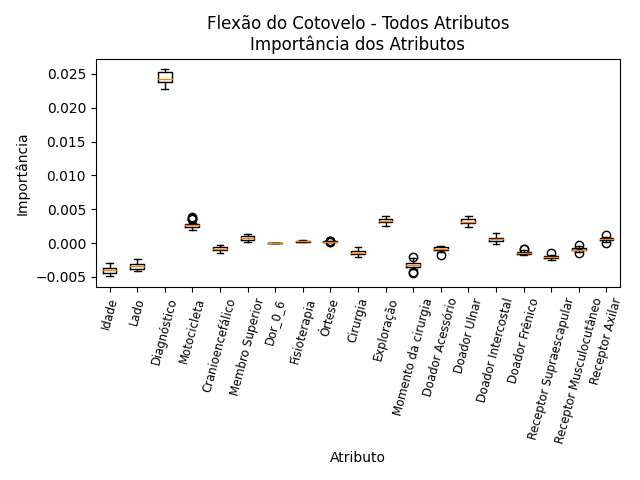 Flexão do Cotovelo - Todos Atributos
Importância dos Atributos
Importância
0.025
0.020
0.015
0.010
0.005
0.000
−0.005
Idade
Lado
Diagnóstico
Motocicleta
Cranioencefálico
Membro Superior
Dor_0_6
Fisioterapia
Órtese
Cirurgia
Exploração
Momento da cirurgia
Doador Acessório
Doador Ulnar
Doador Intercostal
Doador Frênico
Receptor Supraescapular
Receptor Musculocutâneo
Receptor Axilar
Atributo